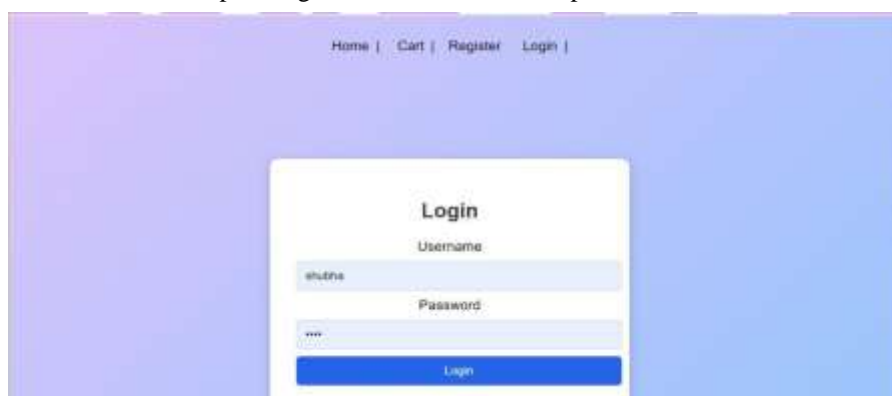 Home | Cart | Register Login |
Login
Username
shubha
Password
••••
Login